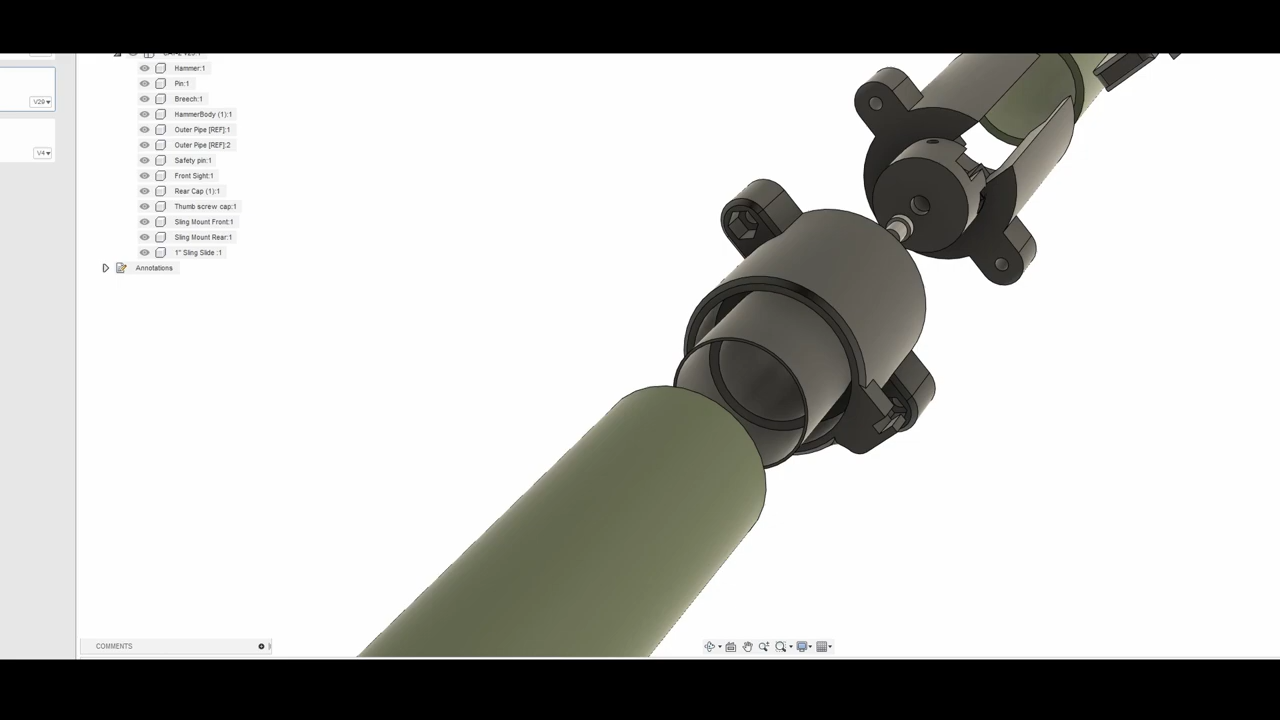 Hammer:1
Pin:1
V20
Breech:1
HammerBody (1):1
Outer Pipe [REF]:1
Outer Pipe [REF]:2
V4
Safety pin:1
Front Sight:1
Rear Cap (1):1
Thumb screw cap:1
Sling Mount Front:1
Sling Mount Rear:1
1" Sling Slide :1
Annotations
COMMENTS